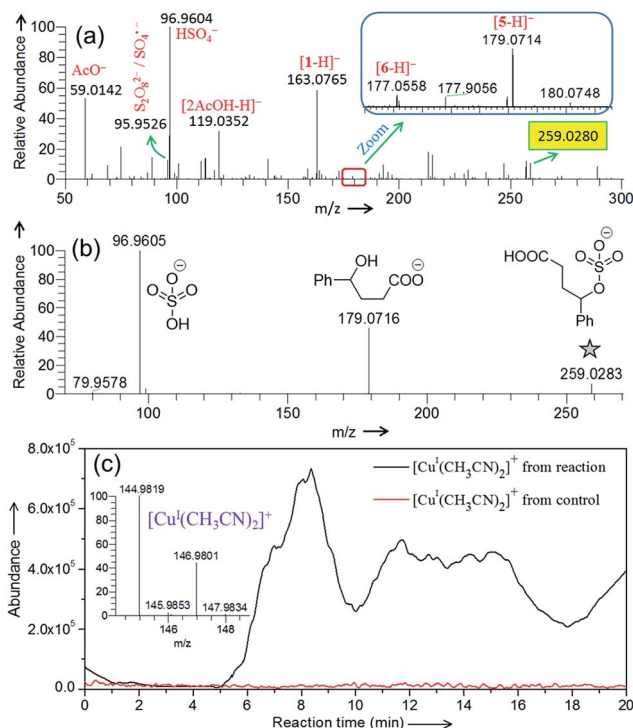 (a)
Relative Abundance →
100
80
60
40
20
0
50
100
150
200
250
300
m/z →
AcO⁻
59.0142
S₂O₈²⁻ / SO₄•⁻
95.9526
96.9604
HSO₄⁻
[2AcOH-H]⁻
119.0352
[1-H]⁻
163.0765
Zoom
[5-H]⁻
179.0714
[6-H]⁻
177.0558
177.9056
180.0748
259.0280
(b)
Relative Abundance →
100
80
60
40
20
0
100
150
200
250
m/z →
96.9605
79.9578
O
O=S=O
OH
OH
Ph
COO
179.0716
HOOC
O
O=S=O
O
Ph
259.0283
(c)
Abundance →
8.0x10⁵
6.0x10⁵
4.0x10⁵
2.0x10⁵
0.0
0
2
4
6
8
10
12
14
16
18
20
Reaction time (min) →
[Cuᴵ(CH₃CN)₂]⁺ from reaction
[Cuᴵ(CH₃CN)₂]⁺ from control
100
80
60
40
20
0
144.9819
[Cuᴵ(CH₃CN)₂]⁺
146.9801
145.9853
147.9834
146
148
m/z